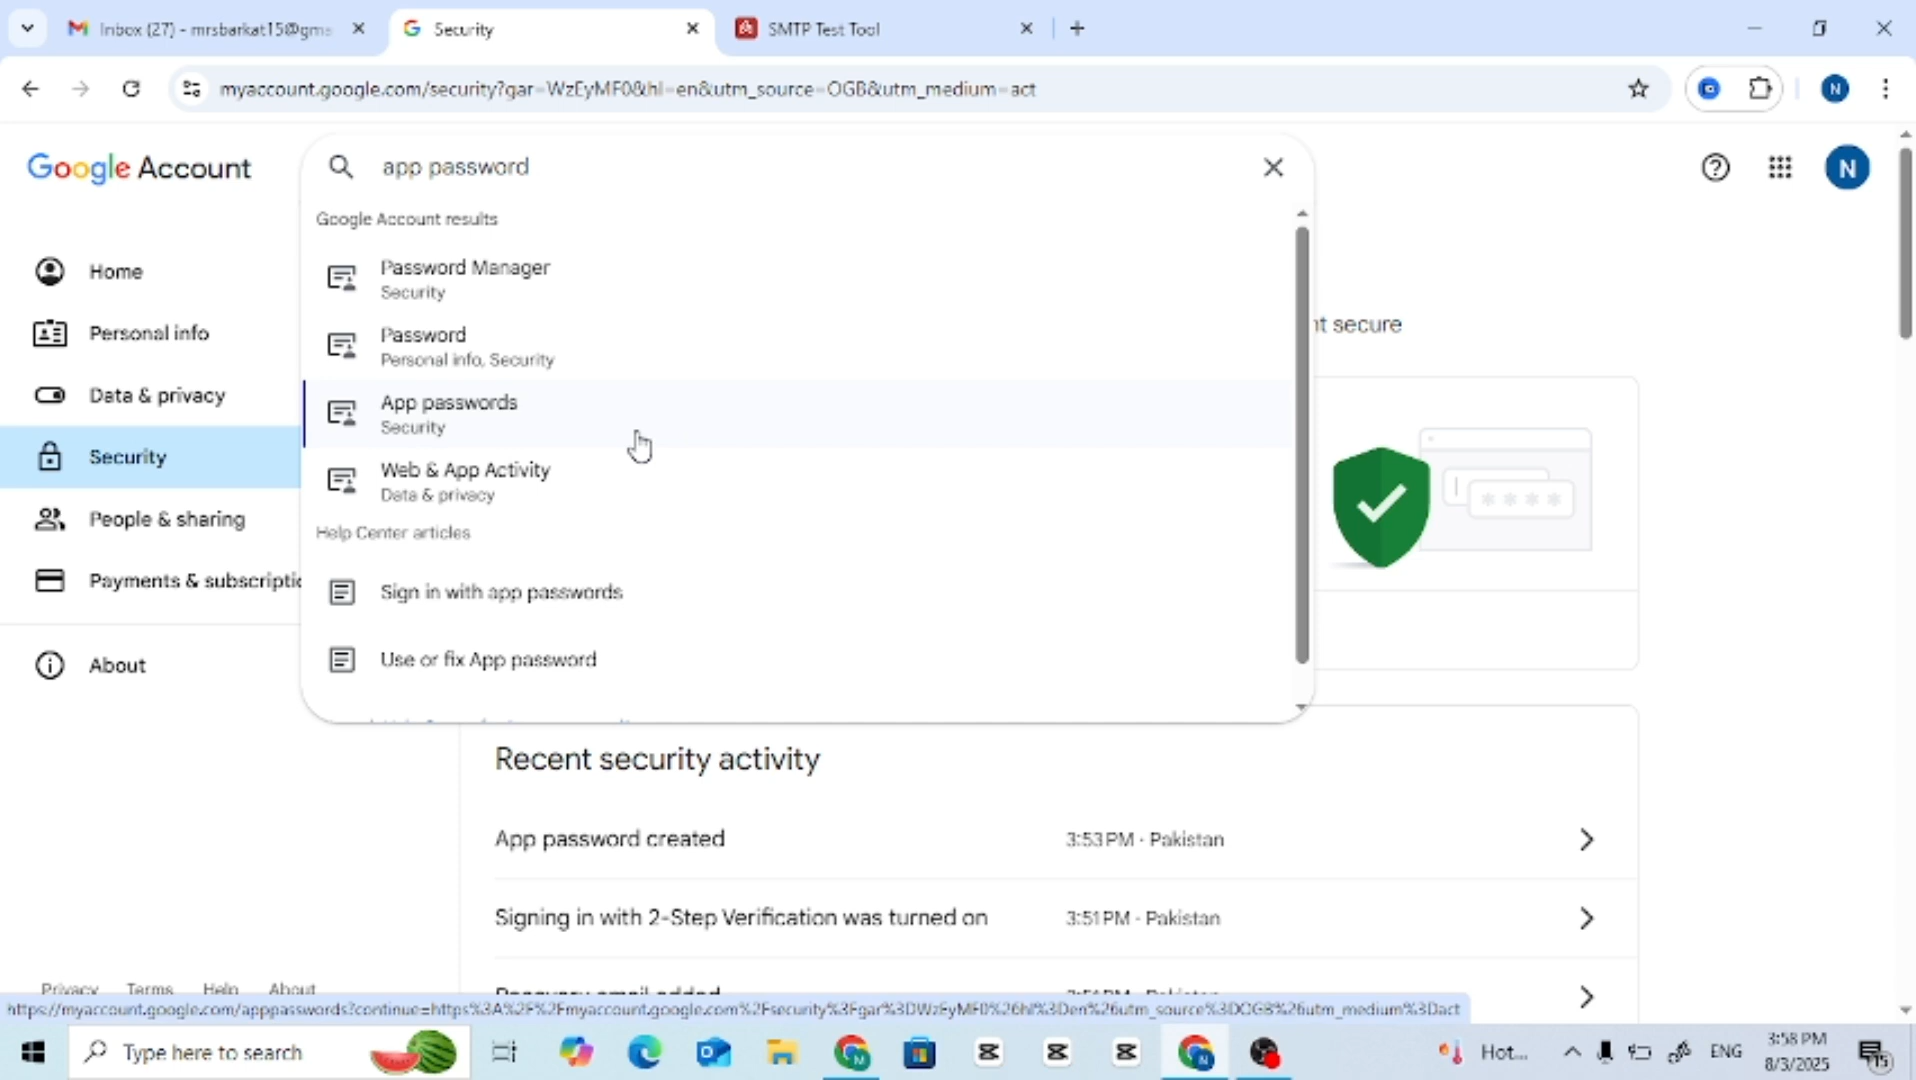 Inbox (27) - mrsbarkat15@gma
Security
SMTP Test Tool
myaccount.google.com/security?gar=WzEyMF0&hl=en&utm_source=OGB&utm_medium=act
N
Google Account
app password
N
Google Account results
Home
Password Manager
Security
Personal info
Password
Personal info, Security
nt secure
Data & privacy
App passwords
Security
Security
Web & App Activity
Data & privacy
People & sharing
Help Center articles
Payments & subscriptio
Sign in with app passwords
About
Use or fix App password
Recent security activity
App password created
3:53 PM · Pakistan
Signing in with 2-Step Verification was turned on
3:51 PM · Pakistan
Recovery email added
Privacy Terms Help About
https://myaccount.google.com/apppasswords?continue=https%3A%2F%2Fmyaccount.google.com%2Fsecurity%3Fgar%3DWzEyMF0%26hl%3Den%26utm_source%3DOGB%26utm_medium%3Dact
Type here to search
Hot...
ENG
3:58 PM
8/3/2025
15